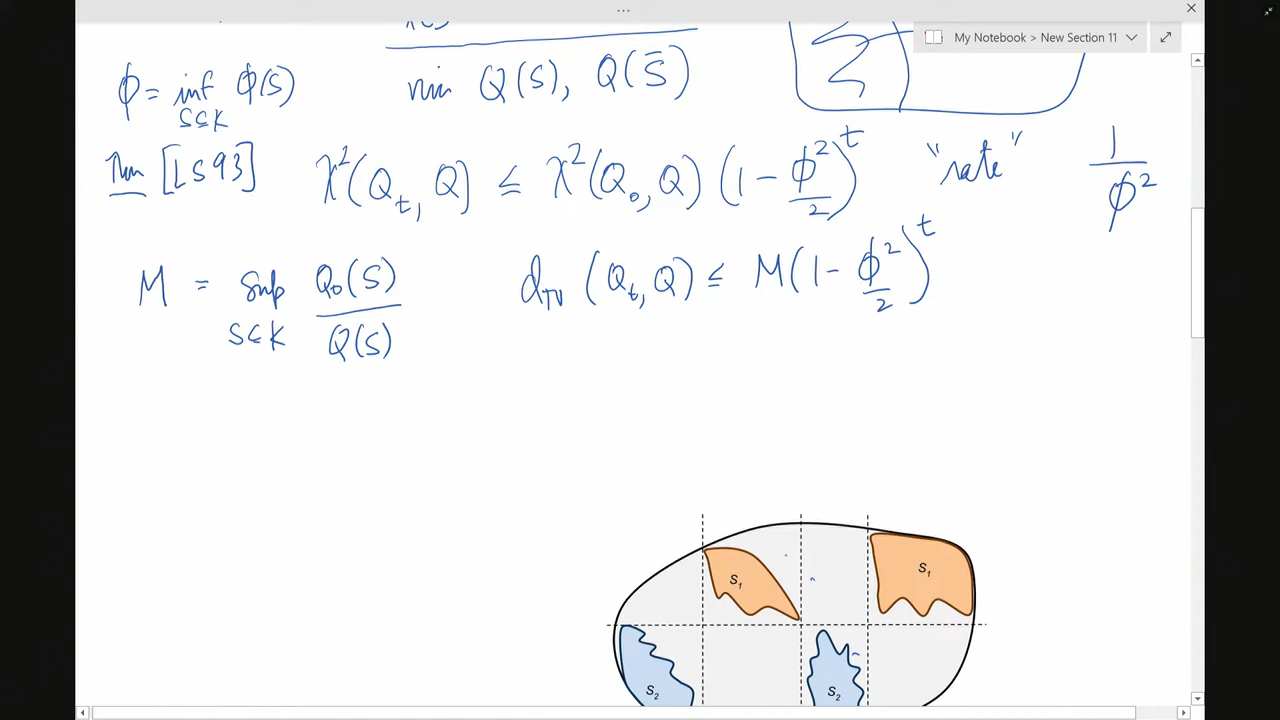 My Notebook > New Section 11
ϕ = inf ϕ(S)
S⊆K
min Q(S), Q(S̄)
Thm [LS93] χ²(Q_t, Q) ≤ χ²(Q_0, Q) (1 - ϕ²/2)^t "rate" 1/ϕ²
M = sup Q_0(S)/Q(S) d_TV (Q_t, Q) ≤ M(1 - ϕ²/2)^t
S⊆K
S₁ S₁
S₂ S₂